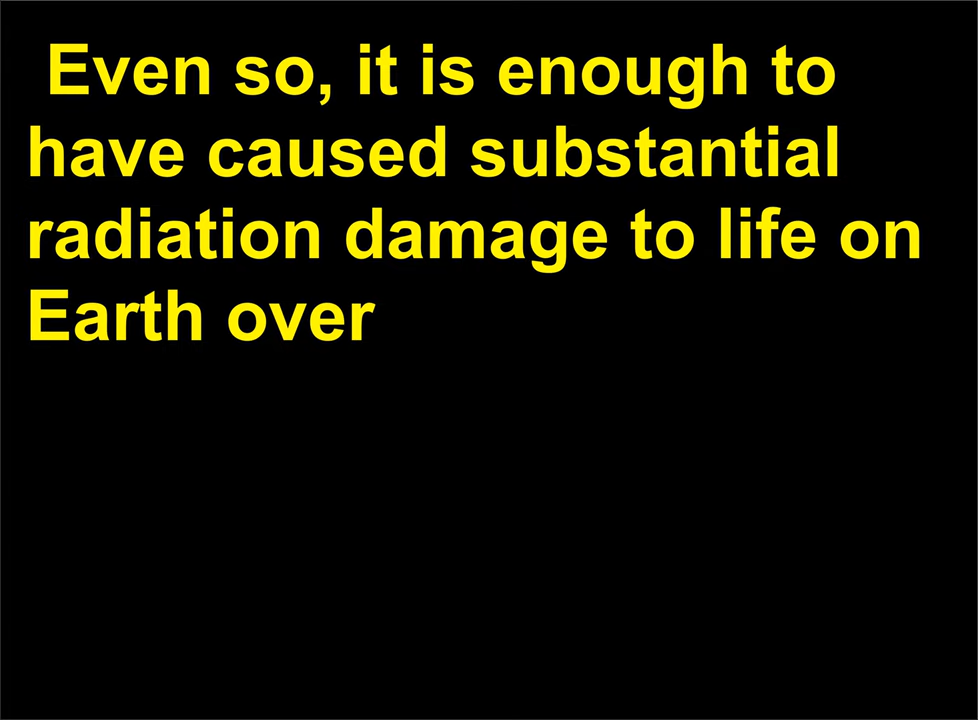 Even so, it is enough to
have caused substantial
radiation damage to life on
Earth over